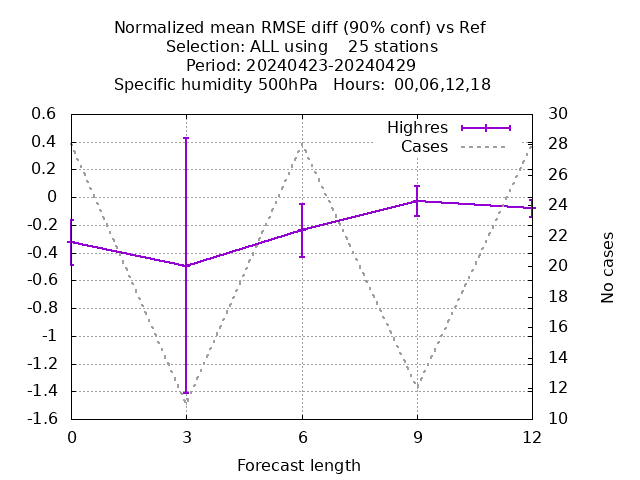 Normalized mean RMSE diff (90% conf) vs Ref
Selection: ALL using    25 stations
Period: 20240423-20240429
Specific humidity 500hPa   Hours: 00,06,12,18
Highres
Cases
0.6
0.4
0.2
0
-0.2
-0.4
-0.6
-0.8
-1
-1.2
-1.4
-1.6
30
28
26
24
22
20
18
16
14
12
10
No cases
0 3 6 9 12
Forecast length